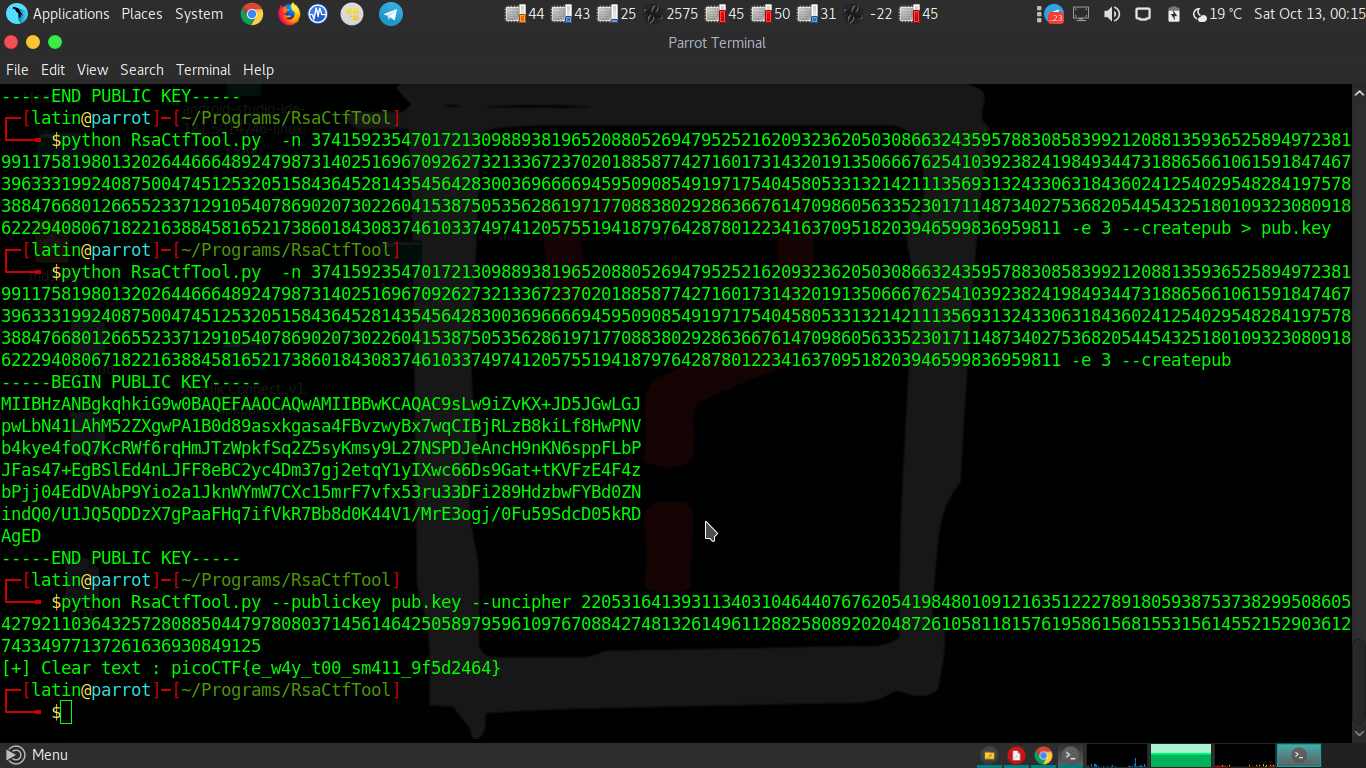 Applications Places System 44 43 25 2575 45 50 31 -22 45 23 19 °C Sat Oct 13, 00:15
Parrot Terminal
File Edit View Search Terminal Help
-----END PUBLIC KEY-----
[latin@parrot]─[~/Programs/RsaCtfTool]
$python RsaCtfTool.py -n 374159235470172130988938196520880526947952521620932362050308663243595788308583992120881359365258949723819911758198013202644666489247987314025169670926273213367237020188587742716017314320191350666762541039238241984934473188656610615918474673963331992408750047451253205158436452814354564283003696666945950908549197175404580533132142111356931324330631843602412540295482841975783884766801266552337129105407869020730226041538750535628619717708838029286366761470986056335230171148734027536820544543251801093230809186222940806718221638845816521738601843083746103374974120575519418797642878012234163709518203946599836959811 -e 3 --createpub > pub.key
[latin@parrot]─[~/Programs/RsaCtfTool]
$python RsaCtfTool.py -n 374159235470172130988938196520880526947952521620932362050308663243595788308583992120881359365258949723819911758198013202644666489247987314025169670926273213367237020188587742716017314320191350666762541039238241984934473188656610615918474673963331992408750047451253205158436452814354564283003696666945950908549197175404580533132142111356931324330631843602412540295482841975783884766801266552337129105407869020730226041538750535628619717708838029286366761470986056335230171148734027536820544543251801093230809186222940806718221638845816521738601843083746103374974120575519418797642878012234163709518203946599836959811 -e 3 --createpub
-----BEGIN PUBLIC KEY-----
MIIBHzANBgkqhkiG9w0BAQEFAAOCAQwAMIIBBwKCAQAC9sLw9iZvKX+JD5JGwLGJ
pwLbN41LAhM52ZXgwPA1B0d89asxkgasa4FBvzwyBx7wqCIBjRLzB8kiLf8HwPNV
b4kye4foQ7KcRWf6rqHmJTzWpkfSq2Z5syKmsy9L27NSPDJeAncH9nKN6sppFLbP
JFas47+EgBSlEd4nLJFF8eBC2yc4Dm37gj2etqY1yIXwc66Ds9Gat+tKVFzE4F4z
bPjj04EdDVAbP9Yio2a1JknWYmW7CXc15mrF7vfx53ru33DFi289HdzbwFYBd0ZN
indQ0/U1JQ5QDDzX7gPaaFHq7ifVkR7Bb8d0K44V1/MrE3ogj/0Fu59SdcD05kRD
AgED
-----END PUBLIC KEY-----
[latin@parrot]─[~/Programs/RsaCtfTool]
$python RsaCtfTool.py --publickey pub.key --uncipher 2205316413931134031046440767620541984801091216351222789180593875373829950860542792110364325728088504479780803714561464250589795961097670884274813261496112882580892020487261058118157619586156815531561455215290361274334977137261636930849125
[+] Clear text : picoCTF{e_w4y_t00_sm411_9f5d2464}
[latin@parrot]─[~/Programs/RsaCtfTool]
$
Menu